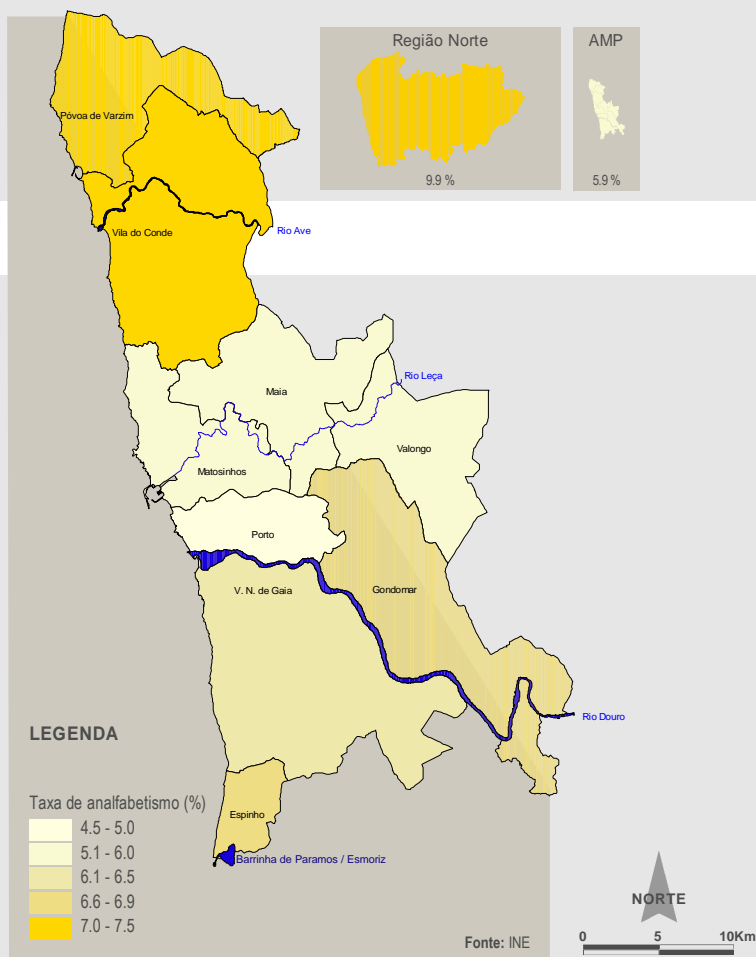 Região Norte
AMP
9.9 %
5.9 %
Póvoa de Varzim
Vila do Conde
Rio Ave
Maia
Rio Leça
Valongo
Matosinhos
Porto
V. N. de Gaia
Gondomar
Rio Douro
Espinho
Barrinha de Paramos / Esmoriz
LEGENDA
Taxa de analfabetismo (%)
4.5 - 5.0
5.1 - 6.0
6.1 - 6.5
6.6 - 6.9
7.0 - 7.5
Fonte: INE
NORTE
0 5 10Km